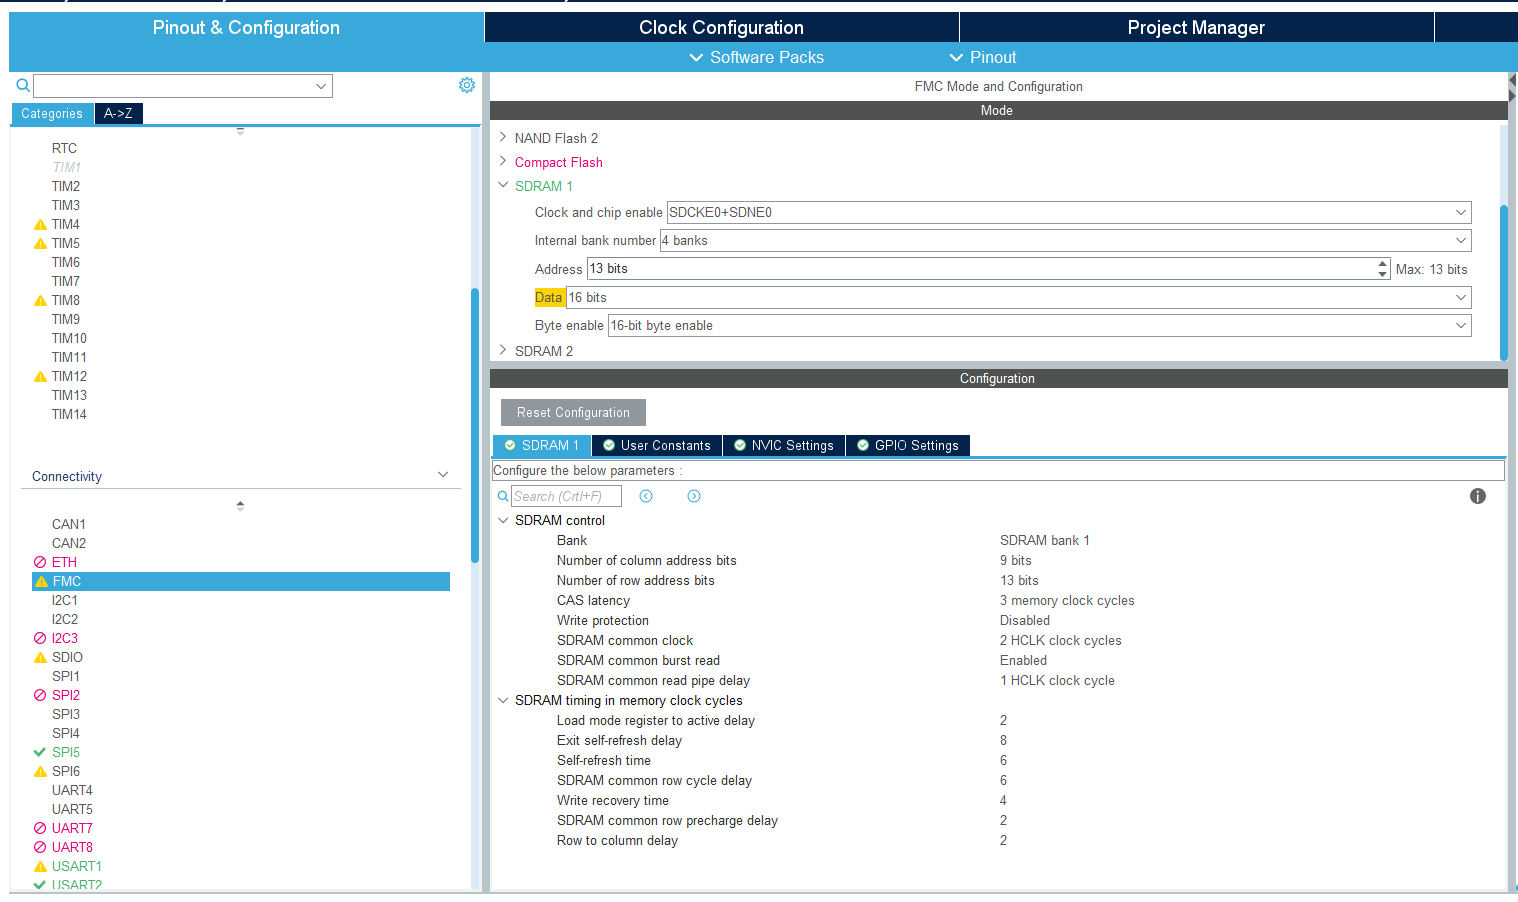 Pinout & Configuration
Clock Configuration
Project Manager
Software Packs
Pinout
Categories
A->Z
RTC
TIM1
TIM2
TIM3
TIM4
TIM5
TIM6
TIM7
TIM8
TIM9
TIM10
TIM11
TIM12
TIM13
TIM14
Connectivity
CAN1
CAN2
ETH
FMC
I2C1
I2C2
I2C3
SDIO
SPI1
SPI2
SPI3
SPI4
SPI5
SPI6
UART4
UART5
UART7
UART8
USART1
USART2
FMC Mode and Configuration
Mode
NAND Flash 2
Compact Flash
SDRAM 1
Clock and chip enable SDCKE0+SDNE0
Internal bank number 4 banks
Address 13 bits Max: 13 bits
Data 16 bits
Byte enable 16-bit byte enable
SDRAM 2
Configuration
Reset Configuration
SDRAM 1
User Constants
NVIC Settings
GPIO Settings
Configure the below parameters :
Search (Crtl+F)
SDRAM control
Bank SDRAM bank 1
Number of column address bits 9 bits
Number of row address bits 13 bits
CAS latency 3 memory clock cycles
Write protection Disabled
SDRAM common clock 2 HCLK clock cycles
SDRAM common burst read Enabled
SDRAM common read pipe delay 1 HCLK clock cycle
SDRAM timing in memory clock cycles
Load mode register to active delay 2
Exit self-refresh delay 8
Self-refresh time 6
SDRAM common row cycle delay 6
Write recovery time 4
SDRAM common row precharge delay 2
Row to column delay 2